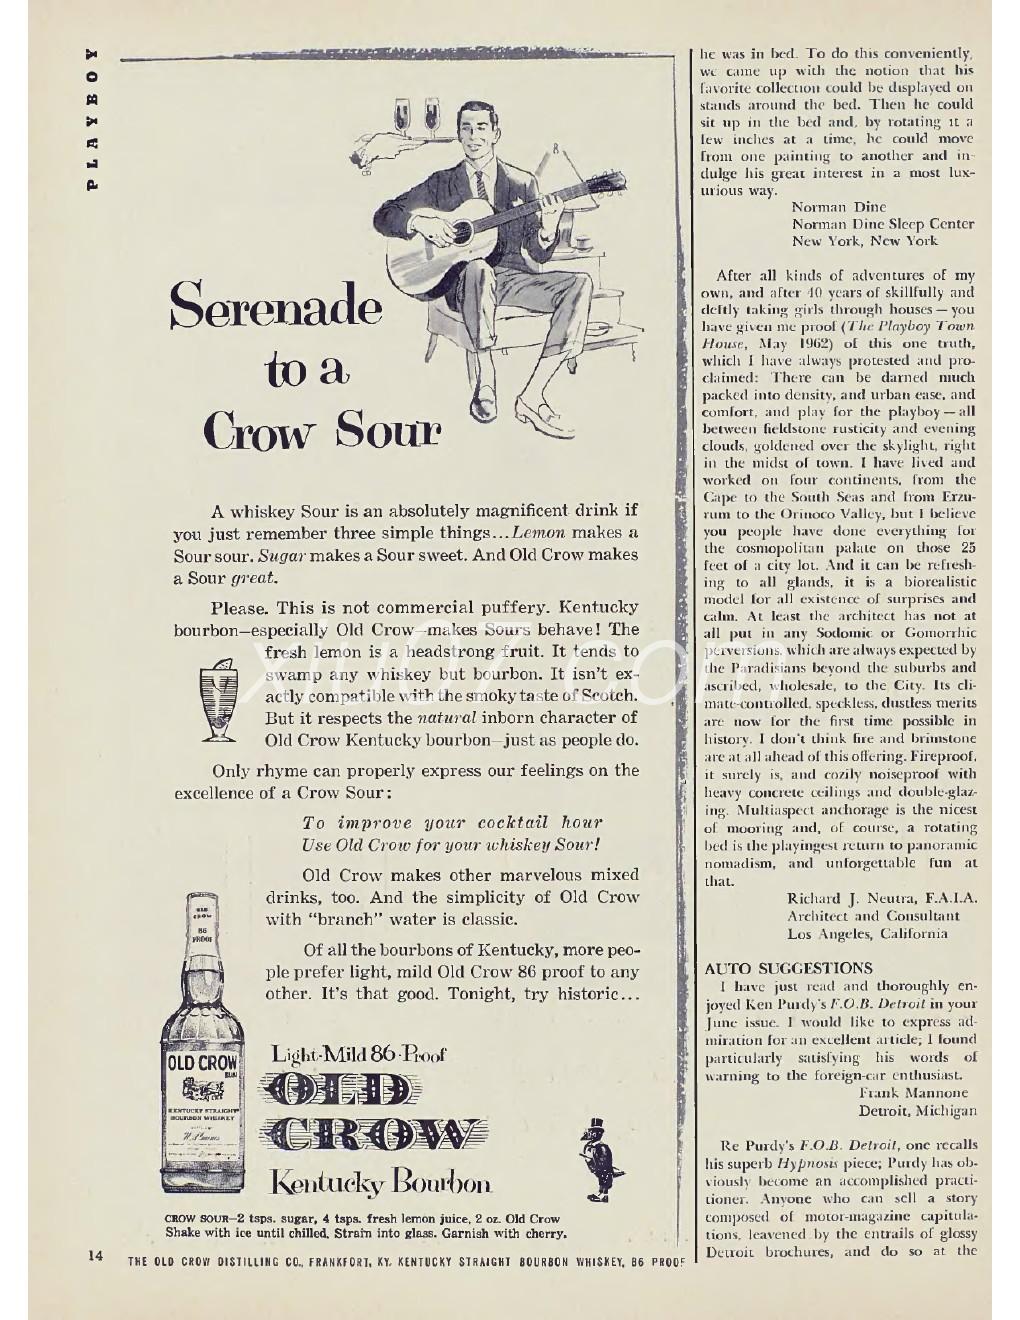 PLAYBOY
Serenade
to a
Crow Sour
A whiskey Sour is an absolutely magnificent drink if
you just remember three simple things...Lemon makes a
Sour sour. Sugar makes a Sour sweet. And Old Crow makes
a Sour great.
Please. This is not commercial puffery. Kentucky
bourbon—especially Old Crow—makes Sours behave! The
fresh lemon is a headstrong fruit. It tends to
swamp any whiskey but bourbon. It isn't ex-
actly compatible with the smoky taste of Scotch.
But it respects the natural inborn character of
Old Crow Kentucky bourbon—just as people do.
Only rhyme can properly express our feelings on the
excellence of a Crow Sour:
To improve your cocktail hour
Use Old Crow for your whiskey Sour!
Old Crow makes other marvelous mixed
drinks, too. And the simplicity of Old Crow
with "branch" water is classic.
Of all the bourbons of Kentucky, more peo-
ple prefer light, mild Old Crow 86 proof to any
other. It's that good. Tonight, try historic...
OLD
CROW
86
PROOF
OLD CROW
KENTUCKY STRAIGHT
BOURBON WHISKEY
Light·Mild 86·Proof
OLD
CROW
Kentucky Bourbon
CROW SOUR—2 tsps. sugar, 4 tsps. fresh lemon juice, 2 oz. Old Crow
Shake with ice until chilled. Strain into glass. Garnish with cherry.
14
THE OLD CROW DISTILLING CO., FRANKFORT, KY. KENTUCKY STRAIGHT BOURBON WHISKEY, 86 PROOF
he was in bed. To do this conveniently,
we came up with the notion that his
favorite collection could be displayed on
stands around the bed. Then he could
sit up in the bed and, by rotating it a
few inches at a time, he could move
from one painting to another and in-
dulge his great interest in a most lux-
urious way.
Norman Dine
Norman Dine Sleep Center
New York, New York
After all kinds of adventures of my
own, and after 40 years of skillfully and
deftly taking girls through houses — you
have given me proof (The Playboy Town
House, May 1962) of this one truth,
which I have always protested and pro-
claimed: There can be darned much
packed into density, and urban ease, and
comfort, and play for the playboy — all
between fieldstone rusticity and evening
clouds, goldened over the skylight, right
in the midst of town. I have lived and
worked on four continents, from the
Cape to the South Seas and from Erzu-
rum to the Orinoco Valley, but I believe
you people have done everything for
the cosmopolitan palate on those 25
feet of a city lot. And it can be refresh-
ing to all glands, it is a biorealistic
model for all existence of surprises and
calm. At least the architect has not at
all put in any Sodomic or Gomorrhic
perversions, which are always expected by
the Paradisians beyond the suburbs and
ascribed, wholesale, to the City. Its cli-
mate-controlled, speckless, dustless merits
are now for the first time possible in
history. I don't think fire and brimstone
are at all ahead of this offering. Fireproof,
it surely is, and cozily noiseproof with
heavy concrete ceilings and double-glaz-
ing. Multiaspect anchorage is the nicest
of mooring and, of course, a rotating
bed is the playingest return to panoramic
nomadism, and unforgettable fun at
that.
Richard J. Neutra, F.A.I.A.
Architect and Consultant
Los Angeles, California
AUTO SUGGESTIONS
I have just read and thoroughly en-
joyed Ken Purdy's F.O.B. Detroit in your
June issue. I would like to express ad-
miration for an excellent article; I found
particularly satisfying his words of
warning to the foreign-car enthusiast.
Frank Mannone
Detroit, Michigan
Re Purdy's F.O.B. Detroit, one recalls
his superb Hypnosis piece; Purdy has ob-
viously become an accomplished practi-
tioner. Anyone who can sell a story
composed of motor-magazine capitula-
tions, leavened by the entrails of glossy
Detroit brochures, and do so at the